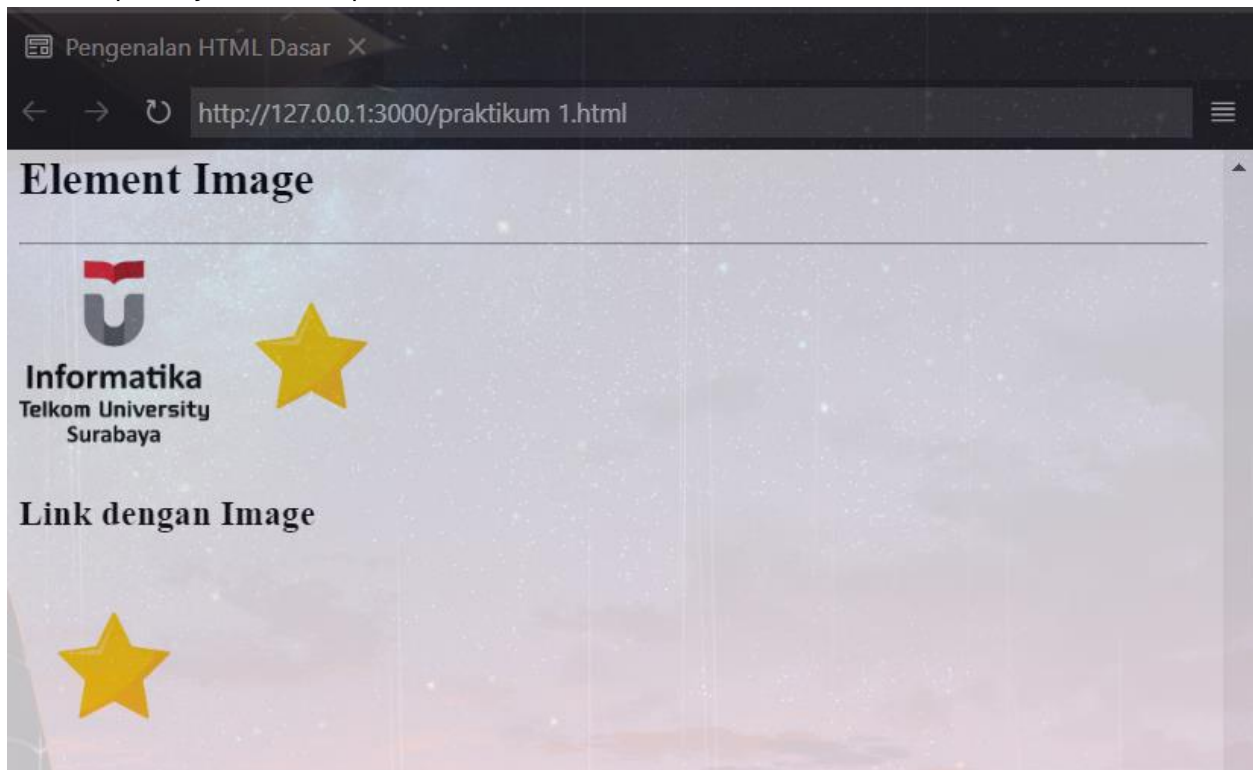 Pengenalan HTML Dasar
http://127.0.0.1:3000/praktikum 1.html
Element Image
Informatika
Telkom University
Surabaya
Link dengan Image